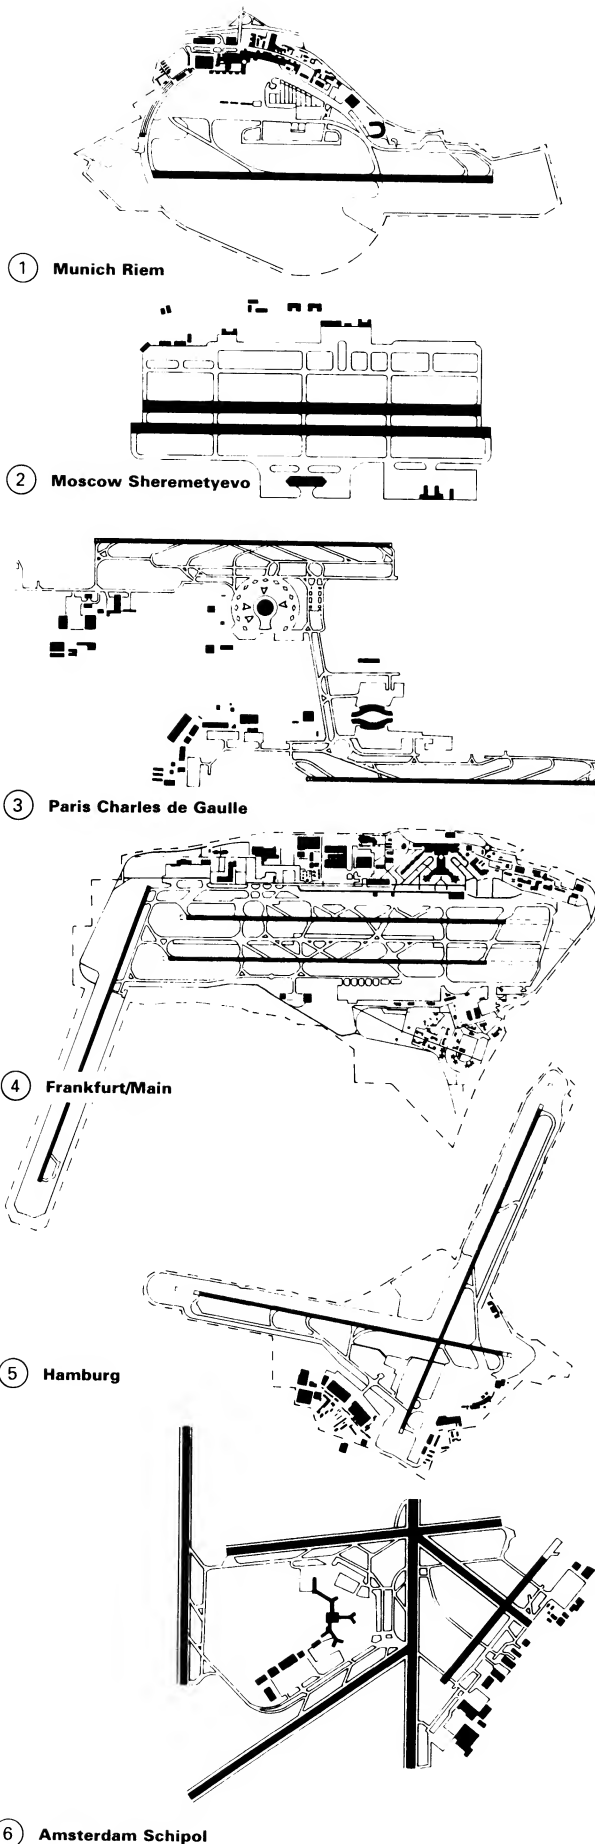 1 Munich Riem
2 Moscow Sheremetyevo
3 Paris Charles de Gaulle
4 Frankfurt/Main
5 Hamburg
6 Amsterdam Schipol